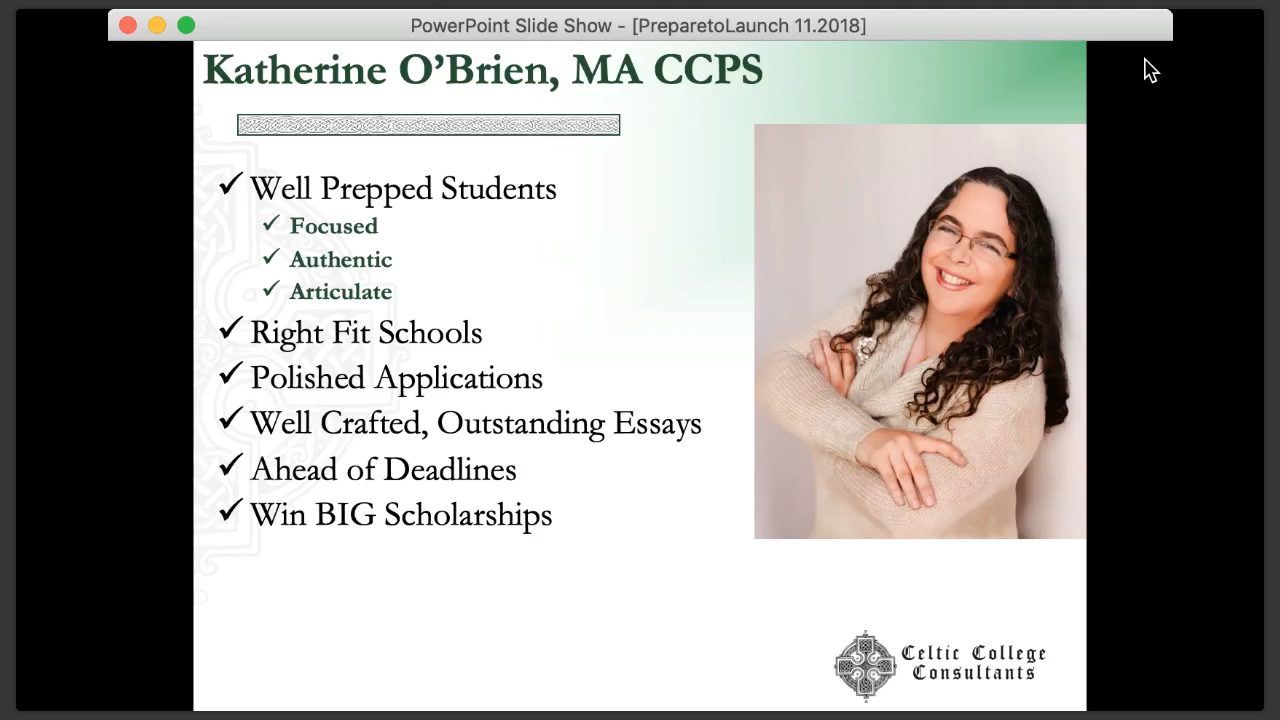 PowerPoint Slide Show - [PreparetoLaunch 11.2018]
Katherine O’Brien, MA CCPS
Well Prepped Students
Focused
Authentic
Articulate
Right Fit Schools
Polished Applications
Well Crafted, Outstanding Essays
Ahead of Deadlines
Win BIG Scholarships
Celtic College
Consultants